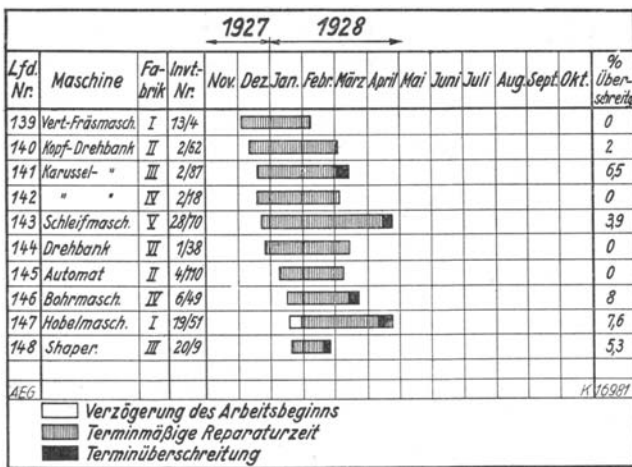 1927 1928
Lfd. Nr. Maschine Fa-brik Invt.-Nr. Nov. Dez. Jan. Febr. März April Mai Juni Juli Aug. Sept. Okt. % Über-schreitg
139 Vert-Fräsmasch. I 13/4 0
140 Kopf-Drehbank II 2/62 2
141 Karussel- " III 2/87 6,5
142 " " IV 2/18 0
143 Schleifmasch. V 28/70 3,9
144 Drehbank VI 1/38 0
145 Automat II 4/110 0
146 Bohrmasch. IV 6/49 8
147 Hobelmasch. I 19/51 7,6
148 Shaper. III 20/9 5,3
AEG K 16981
Verzögerung des Arbeitsbeginns
Terminmäßige Reparaturzeit
Terminüberschreitung